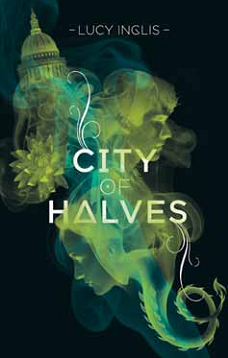 – LUCY INGLIS –
CITY
OF
HALVES